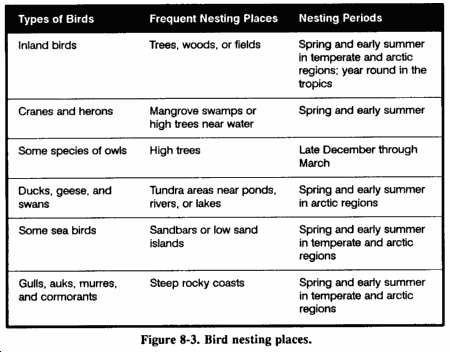 Types of Birds Frequent Nesting Places Nesting Periods
Inland birds Trees, woods, or fields Spring and early summer
in temperate and arctic
regions; year round in the
tropics
Cranes and herons Mangrove swamps or Spring and early summer
high trees near water
Some species of owls High trees Late December through
March
Ducks, geese, and Tundra areas near ponds, Spring and early summer
swans rivers, or lakes in arctic regions
Some sea birds Sandbars or low sand Spring and early summer
islands in temperate and arctic
regions
Gulls, auks, murres, Steep rocky coasts Spring and early summer
and cormorants in temperate and arctic
regions
Figure 8-3. Bird nesting places.